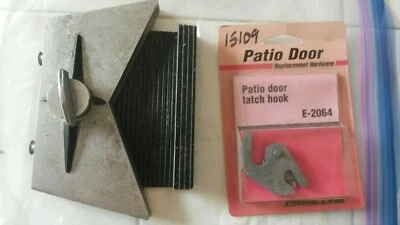 15109
Patio Door
Replacement Hardware
Patio door
latch hook
E-2064